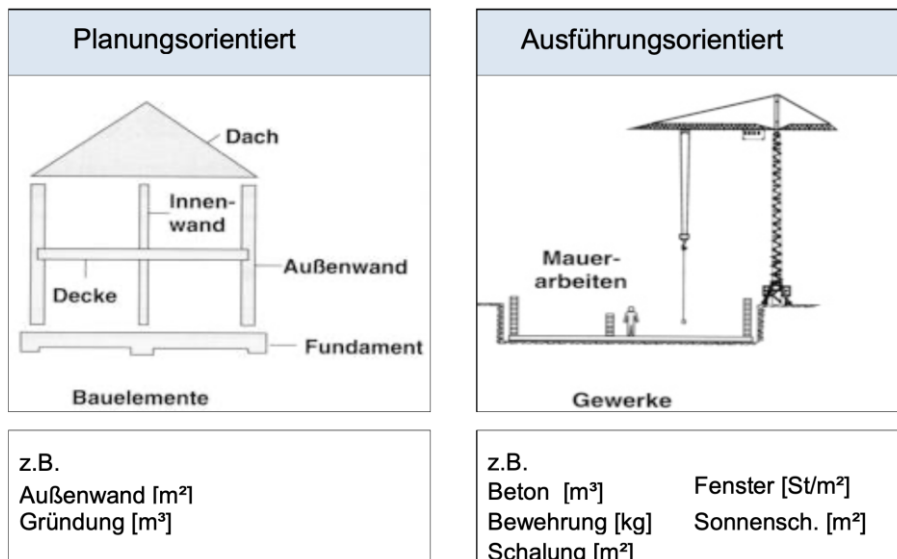 Planungsorientiert
Dach
Innen-
wand
Außenwand
Decke
Fundament
Bauelemente
z.B.
Außenwand [m²]
Gründung [m³]
Ausführungsorientiert
Mauer-
arbeiten
Gewerke
z.B.
Beton [m³]
Bewehrung [kg]
Schalung [m²]
Fenster [St/m²]
Sonnensch. [m²]